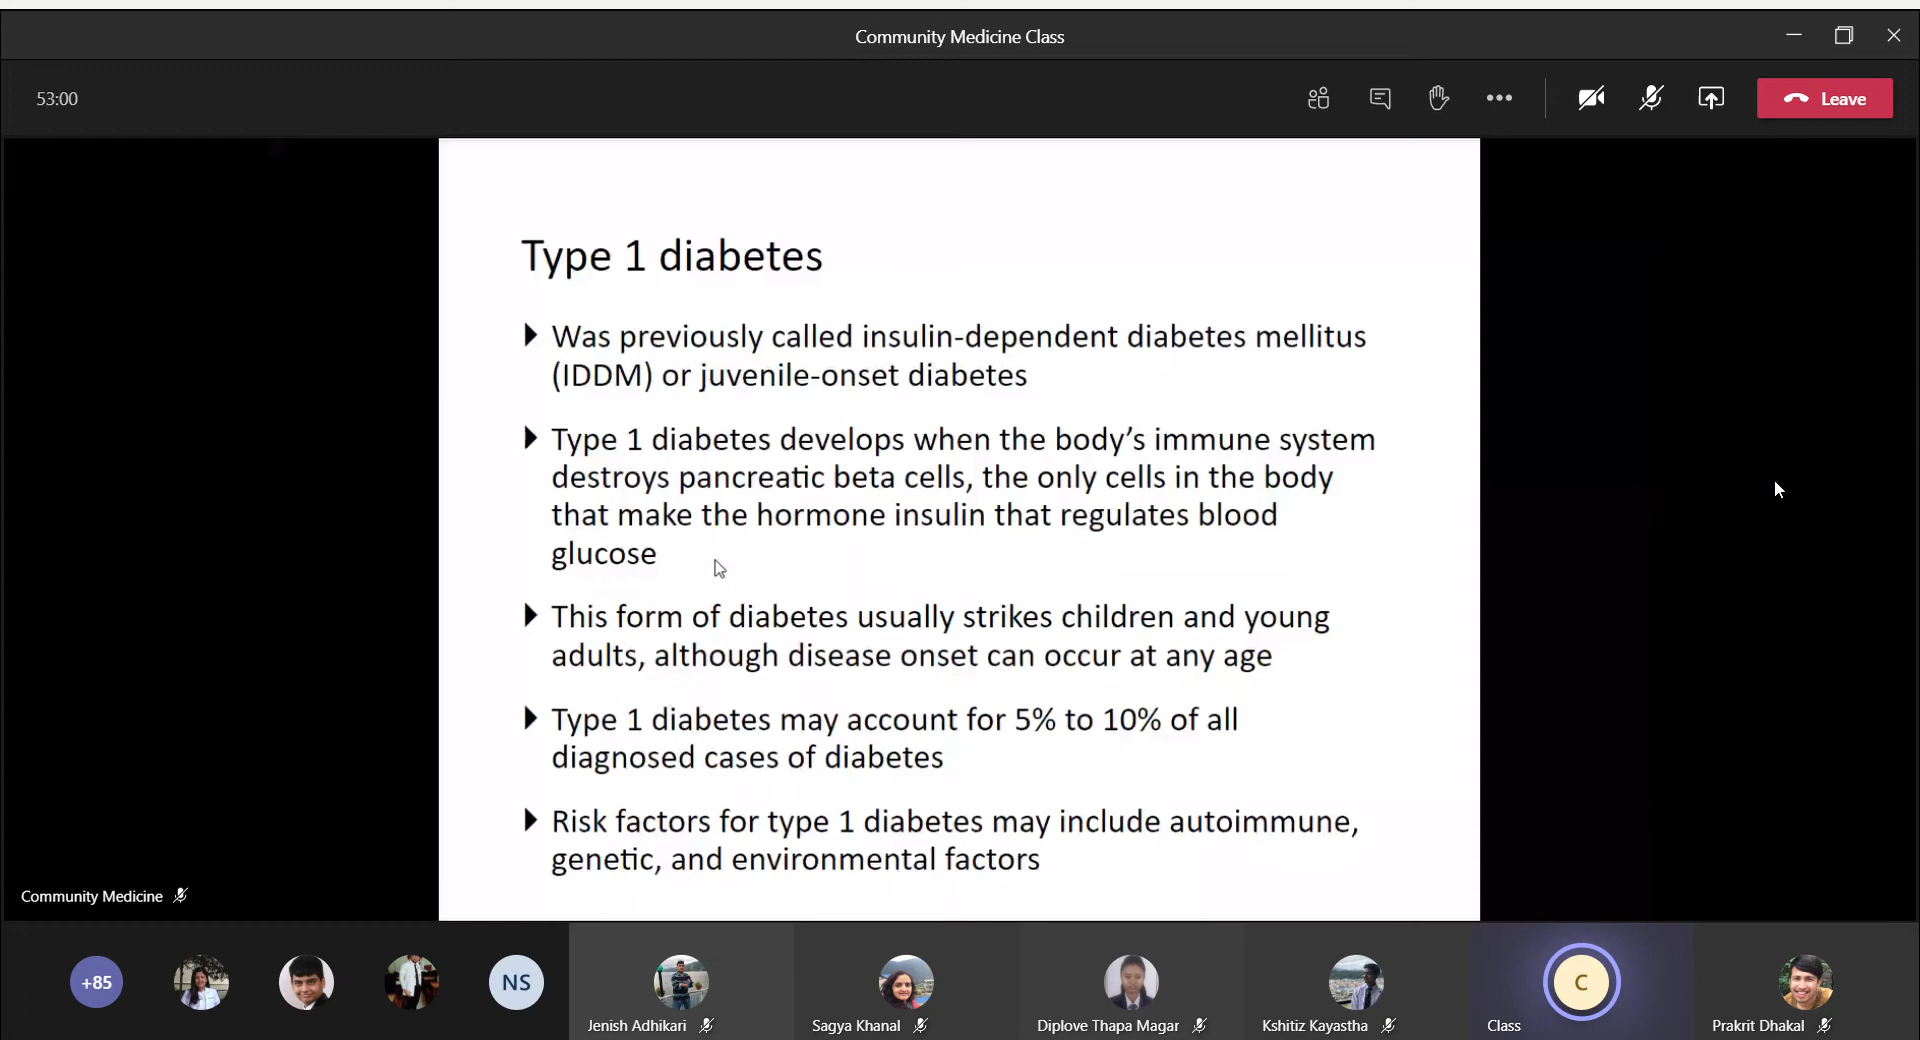 Community Medicine Class
53:00
Leave
Type 1 diabetes
Was previously called insulin-dependent diabetes mellitus
(IDDM) or juvenile-onset diabetes
Type 1 diabetes develops when the body’s immune system
destroys pancreatic beta cells, the only cells in the body
that make the hormone insulin that regulates blood
glucose
This form of diabetes usually strikes children and young
adults, although disease onset can occur at any age
Type 1 diabetes may account for 5% to 10% of all
diagnosed cases of diabetes
Risk factors for type 1 diabetes may include autoimmune,
genetic, and environmental factors
Community Medicine
+85
NS
C
Jenish Adhikari
Sagya Khanal
Diplove Thapa Magar
Kshitiz Kayastha
Class
Prakrit Dhakal